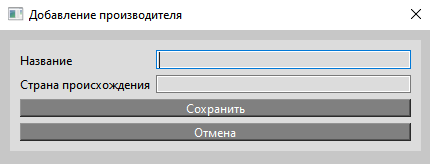 Добавление производителя
Название
Страна происхождения
Сохранить
Отмена